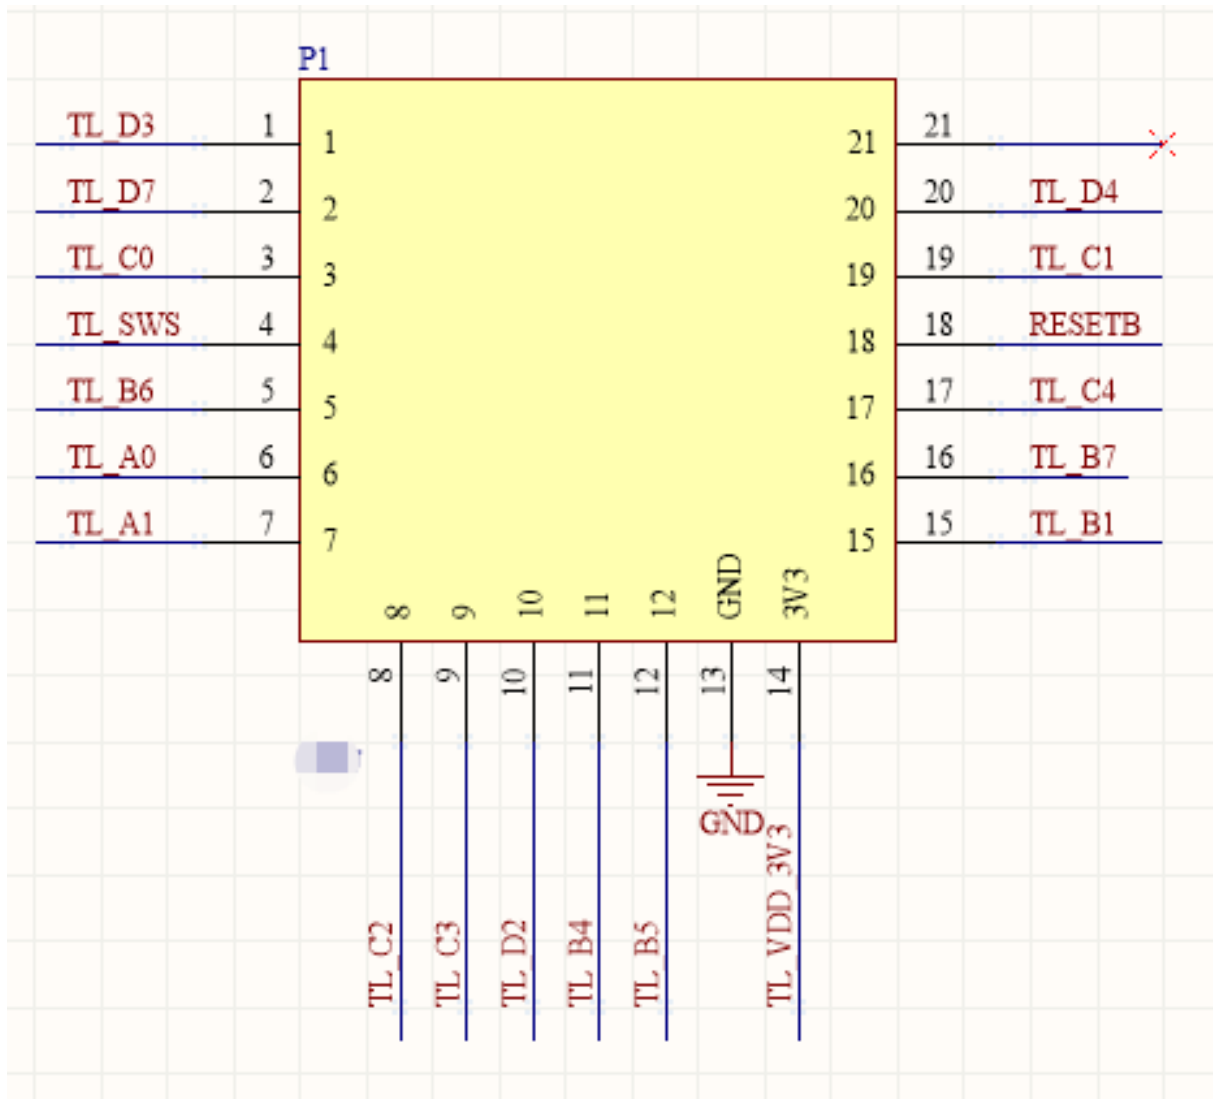 P1
TL_D3 1 1 21 21
TL_D7 2 2 20 20 TL_D4
TL_C0 3 3 19 19 TL_C1
TL_SWS 4 4 18 18 RESETB
TL_B6 5 5 17 17 TL_C4
TL_A0 6 6 16 16 TL_B7
TL_A1 7 7 15 15 TL_B1
8 9 10 11 12 GND 3V3
8 9 10 11 12 13 14
GND
TL_C2 TL_C3 TL_D2 TL_B4 TL_B5 TL_VDD_3V3